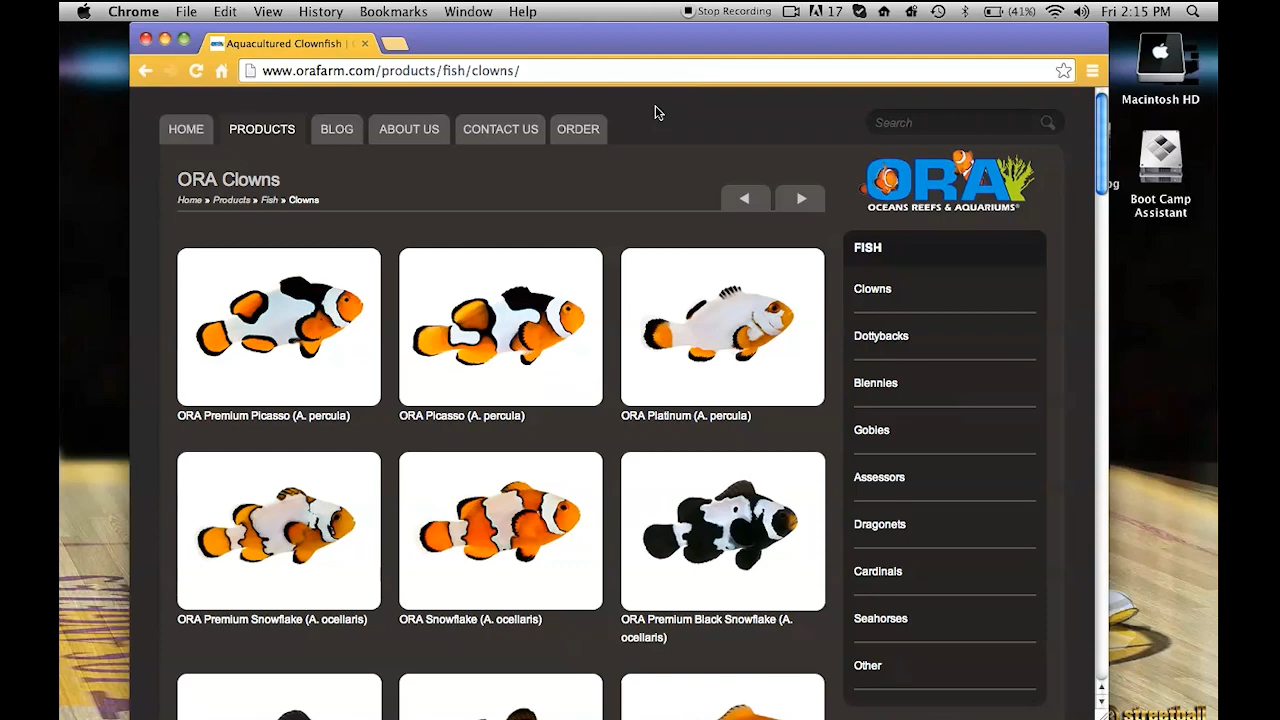 Chrome File Edit View History Bookmarks Window Help Stop Recording 17 (41%) Fri 2:15 PM
Aquacultured Clownfish |
www.orafarm.com/products/fish/clowns/
Macintosh HD
Boot Camp
Assistant
HOME PRODUCTS BLOG ABOUT US CONTACT US ORDER
Search
ORA Clowns
Home » Products » Fish » Clowns
ORA
OCEANS REEFS & AQUARIUMS®
ORA Premium Picasso (A. percula)
ORA Picasso (A. percula)
ORA Platinum (A. percula)
ORA Premium Snowflake (A. ocellaris)
ORA Snowflake (A. ocellaris)
ORA Premium Black Snowflake (A.
ocellaris)
FISH
Clowns
Dottybacks
Blennies
Gobies
Assessors
Dragonets
Cardinals
Seahorses
Other
streetball